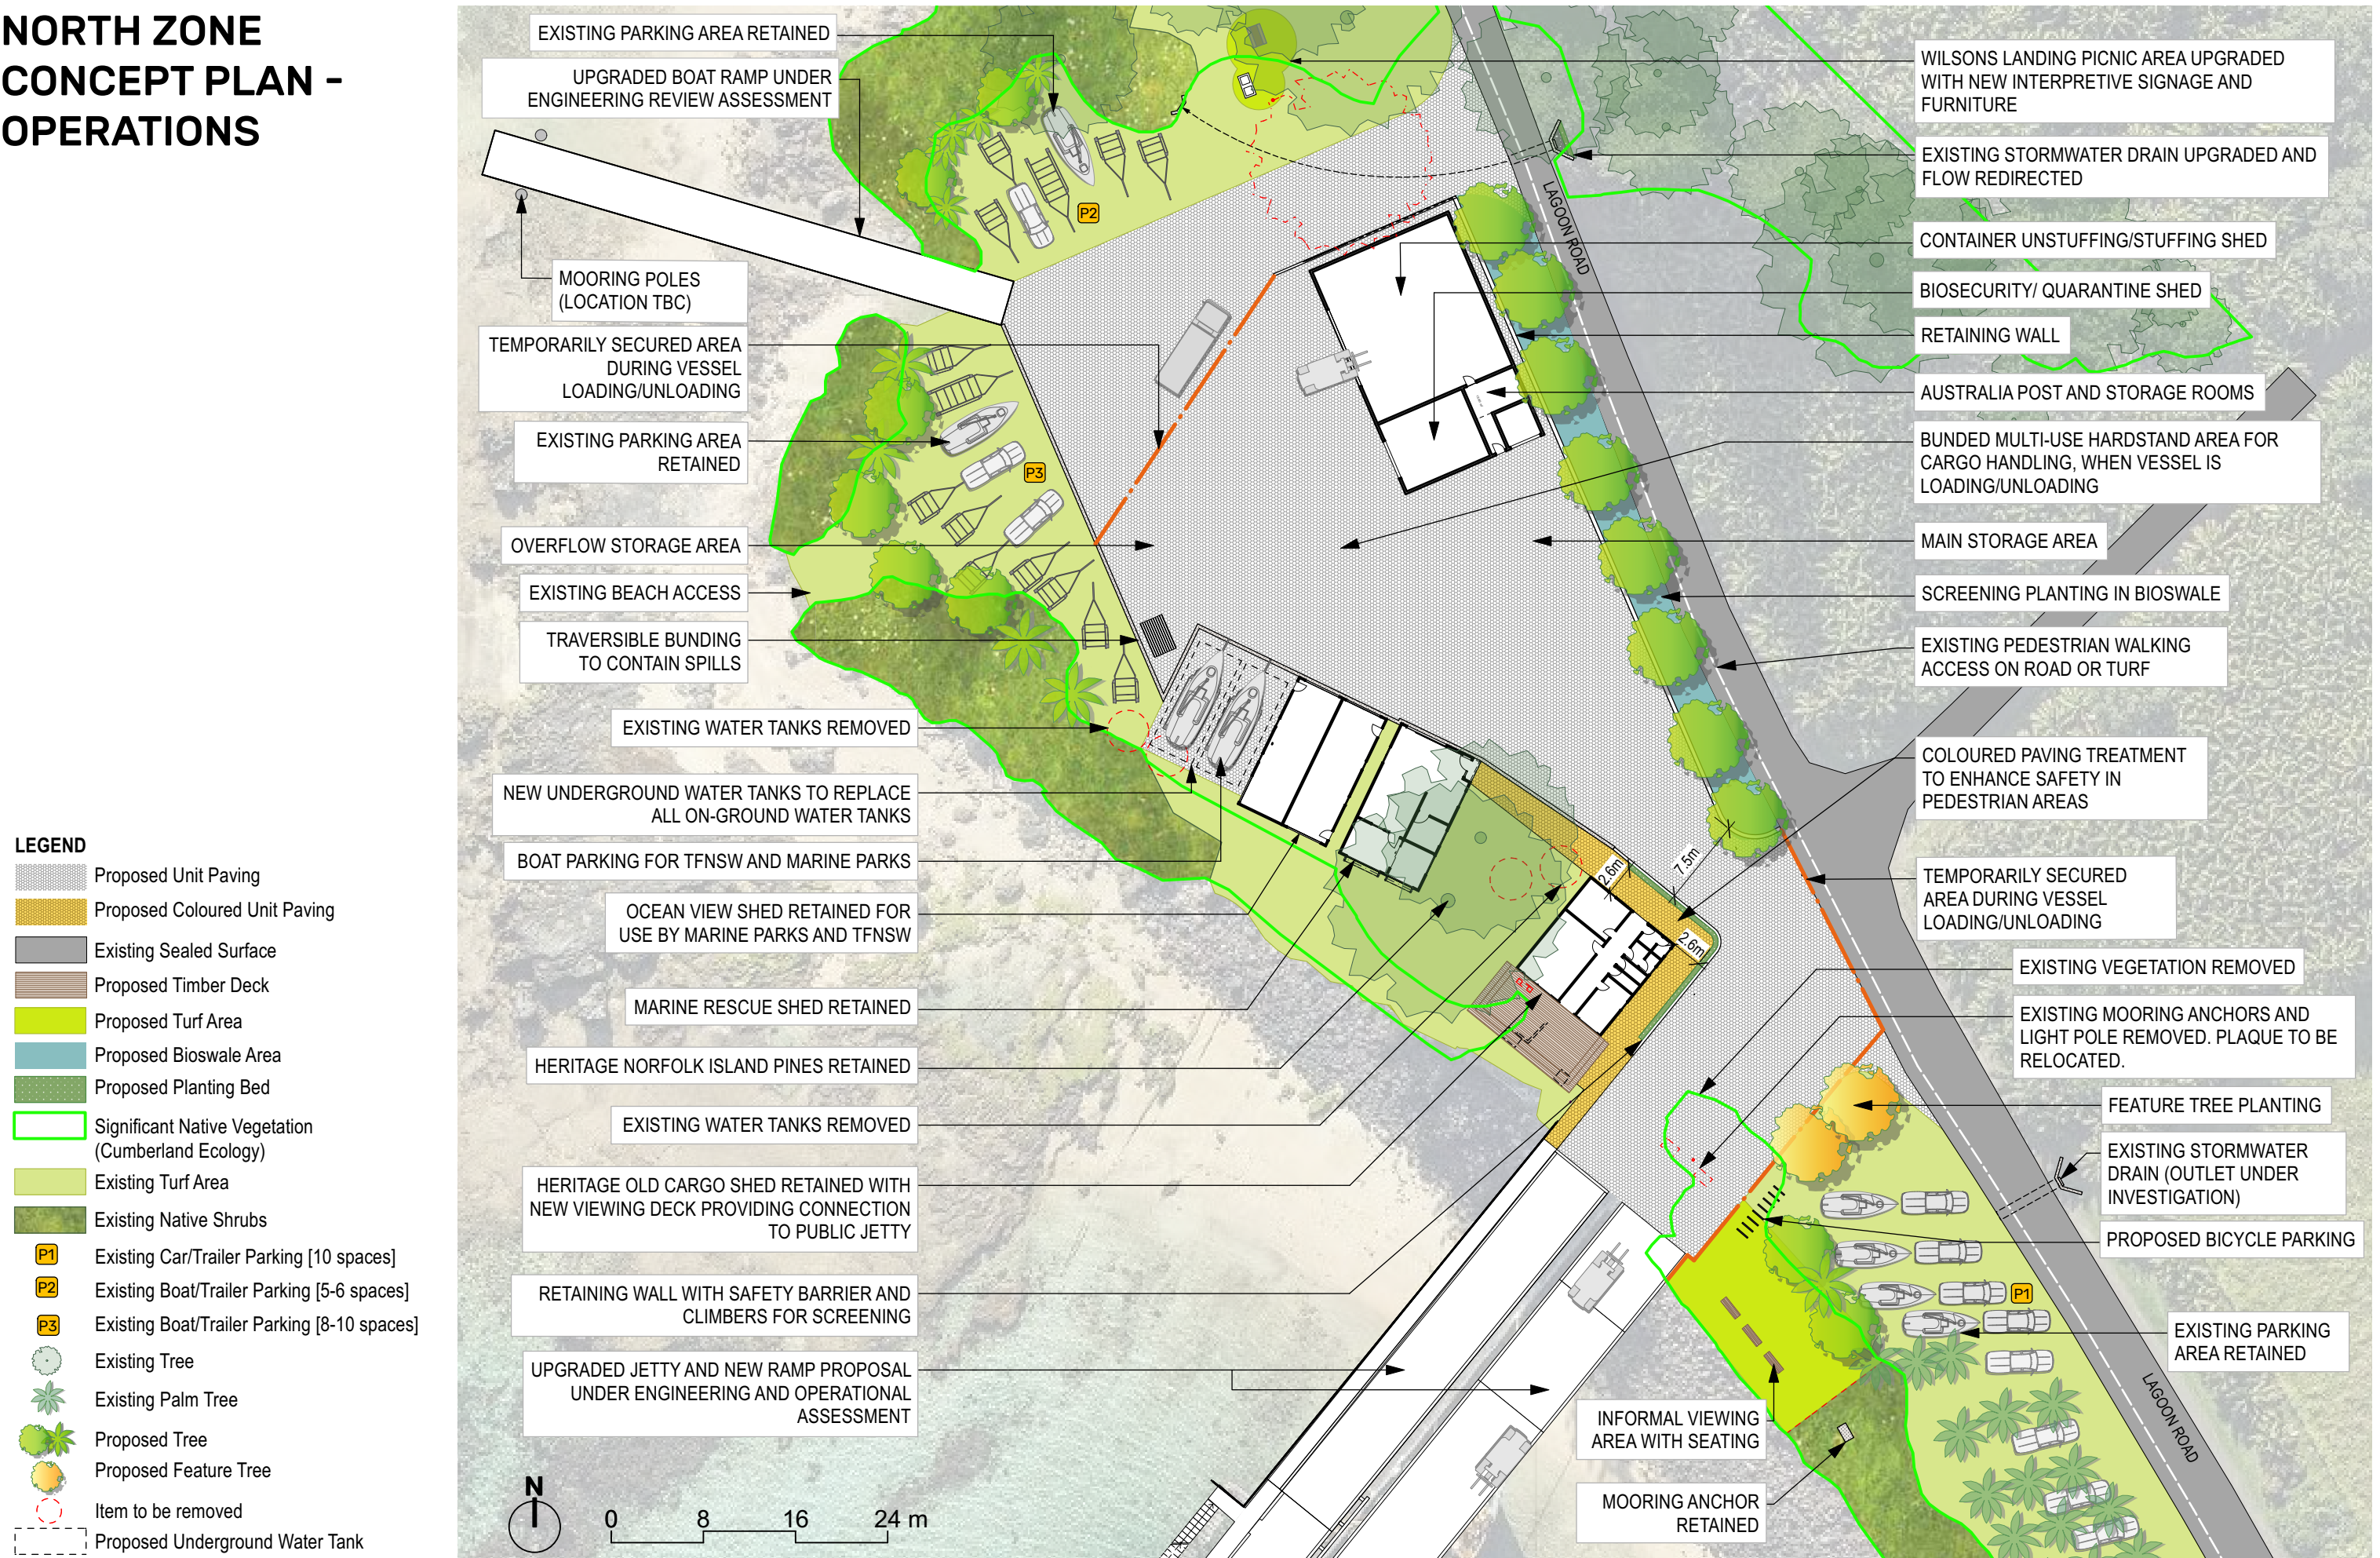 NORTH ZONE
CONCEPT PLAN -
OPERATIONS
EXISTING PARKING AREA RETAINED
UPGRADED BOAT RAMP UNDER
ENGINEERING REVIEW ASSESSMENT
MOORING POLES
(LOCATION TBC)
TEMPORARILY SECURED AREA
DURING VESSEL
LOADING/UNLOADING
EXISTING PARKING AREA
RETAINED
OVERFLOW STORAGE AREA
EXISTING BEACH ACCESS
TRAVERSIBLE BUNDING
TO CONTAIN SPILLS
EXISTING WATER TANKS REMOVED
NEW UNDERGROUND WATER TANKS TO REPLACE
ALL ON-GROUND WATER TANKS
BOAT PARKING FOR TFNSW AND MARINE PARKS
OCEAN VIEW SHED RETAINED FOR
USE BY MARINE PARKS AND TFNSW
MARINE RESCUE SHED RETAINED
HERITAGE NORFOLK ISLAND PINES RETAINED
EXISTING WATER TANKS REMOVED
HERITAGE OLD CARGO SHED RETAINED WITH
NEW VIEWING DECK PROVIDING CONNECTION
TO PUBLIC JETTY
RETAINING WALL WITH SAFETY BARRIER AND
CLIMBERS FOR SCREENING
UPGRADED JETTY AND NEW RAMP PROPOSAL
UNDER ENGINEERING AND OPERATIONAL
ASSESSMENT
P2
P3
LAGOON ROAD
2.6m
7.5m
2.6m
P1
LAGOON ROAD
WILSONS LANDING PICNIC AREA UPGRADED
WITH NEW INTERPRETIVE SIGNAGE AND
FURNITURE
EXISTING STORMWATER DRAIN UPGRADED AND
FLOW REDIRECTED
CONTAINER UNSTUFFING/STUFFING SHED
BIOSECURITY/ QUARANTINE SHED
RETAINING WALL
AUSTRALIA POST AND STORAGE ROOMS
BUNDED MULTI-USE HARDSTAND AREA FOR
CARGO HANDLING, WHEN VESSEL IS
LOADING/UNLOADING
MAIN STORAGE AREA
SCREENING PLANTING IN BIOSWALE
EXISTING PEDESTRIAN WALKING
ACCESS ON ROAD OR TURF
COLOURED PAVING TREATMENT
TO ENHANCE SAFETY IN
PEDESTRIAN AREAS
TEMPORARILY SECURED
AREA DURING VESSEL
LOADING/UNLOADING
EXISTING VEGETATION REMOVED
EXISTING MOORING ANCHORS AND
LIGHT POLE REMOVED. PLAQUE TO BE
RELOCATED.
FEATURE TREE PLANTING
EXISTING STORMWATER
DRAIN (OUTLET UNDER
INVESTIGATION)
PROPOSED BICYCLE PARKING
EXISTING PARKING
AREA RETAINED
INFORMAL VIEWING
AREA WITH SEATING
MOORING ANCHOR
RETAINED
LEGEND
Proposed Unit Paving
Proposed Coloured Unit Paving
Existing Sealed Surface
Proposed Timber Deck
Proposed Turf Area
Proposed Bioswale Area
Proposed Planting Bed
Significant Native Vegetation
(Cumberland Ecology)
Existing Turf Area
Existing Native Shrubs
P1 Existing Car/Trailer Parking [10 spaces]
P2 Existing Boat/Trailer Parking [5-6 spaces]
P3 Existing Boat/Trailer Parking [8-10 spaces]
Existing Tree
Existing Palm Tree
Proposed Tree
Proposed Feature Tree
Item to be removed
Proposed Underground Water Tank
N
0 8 16 24 m